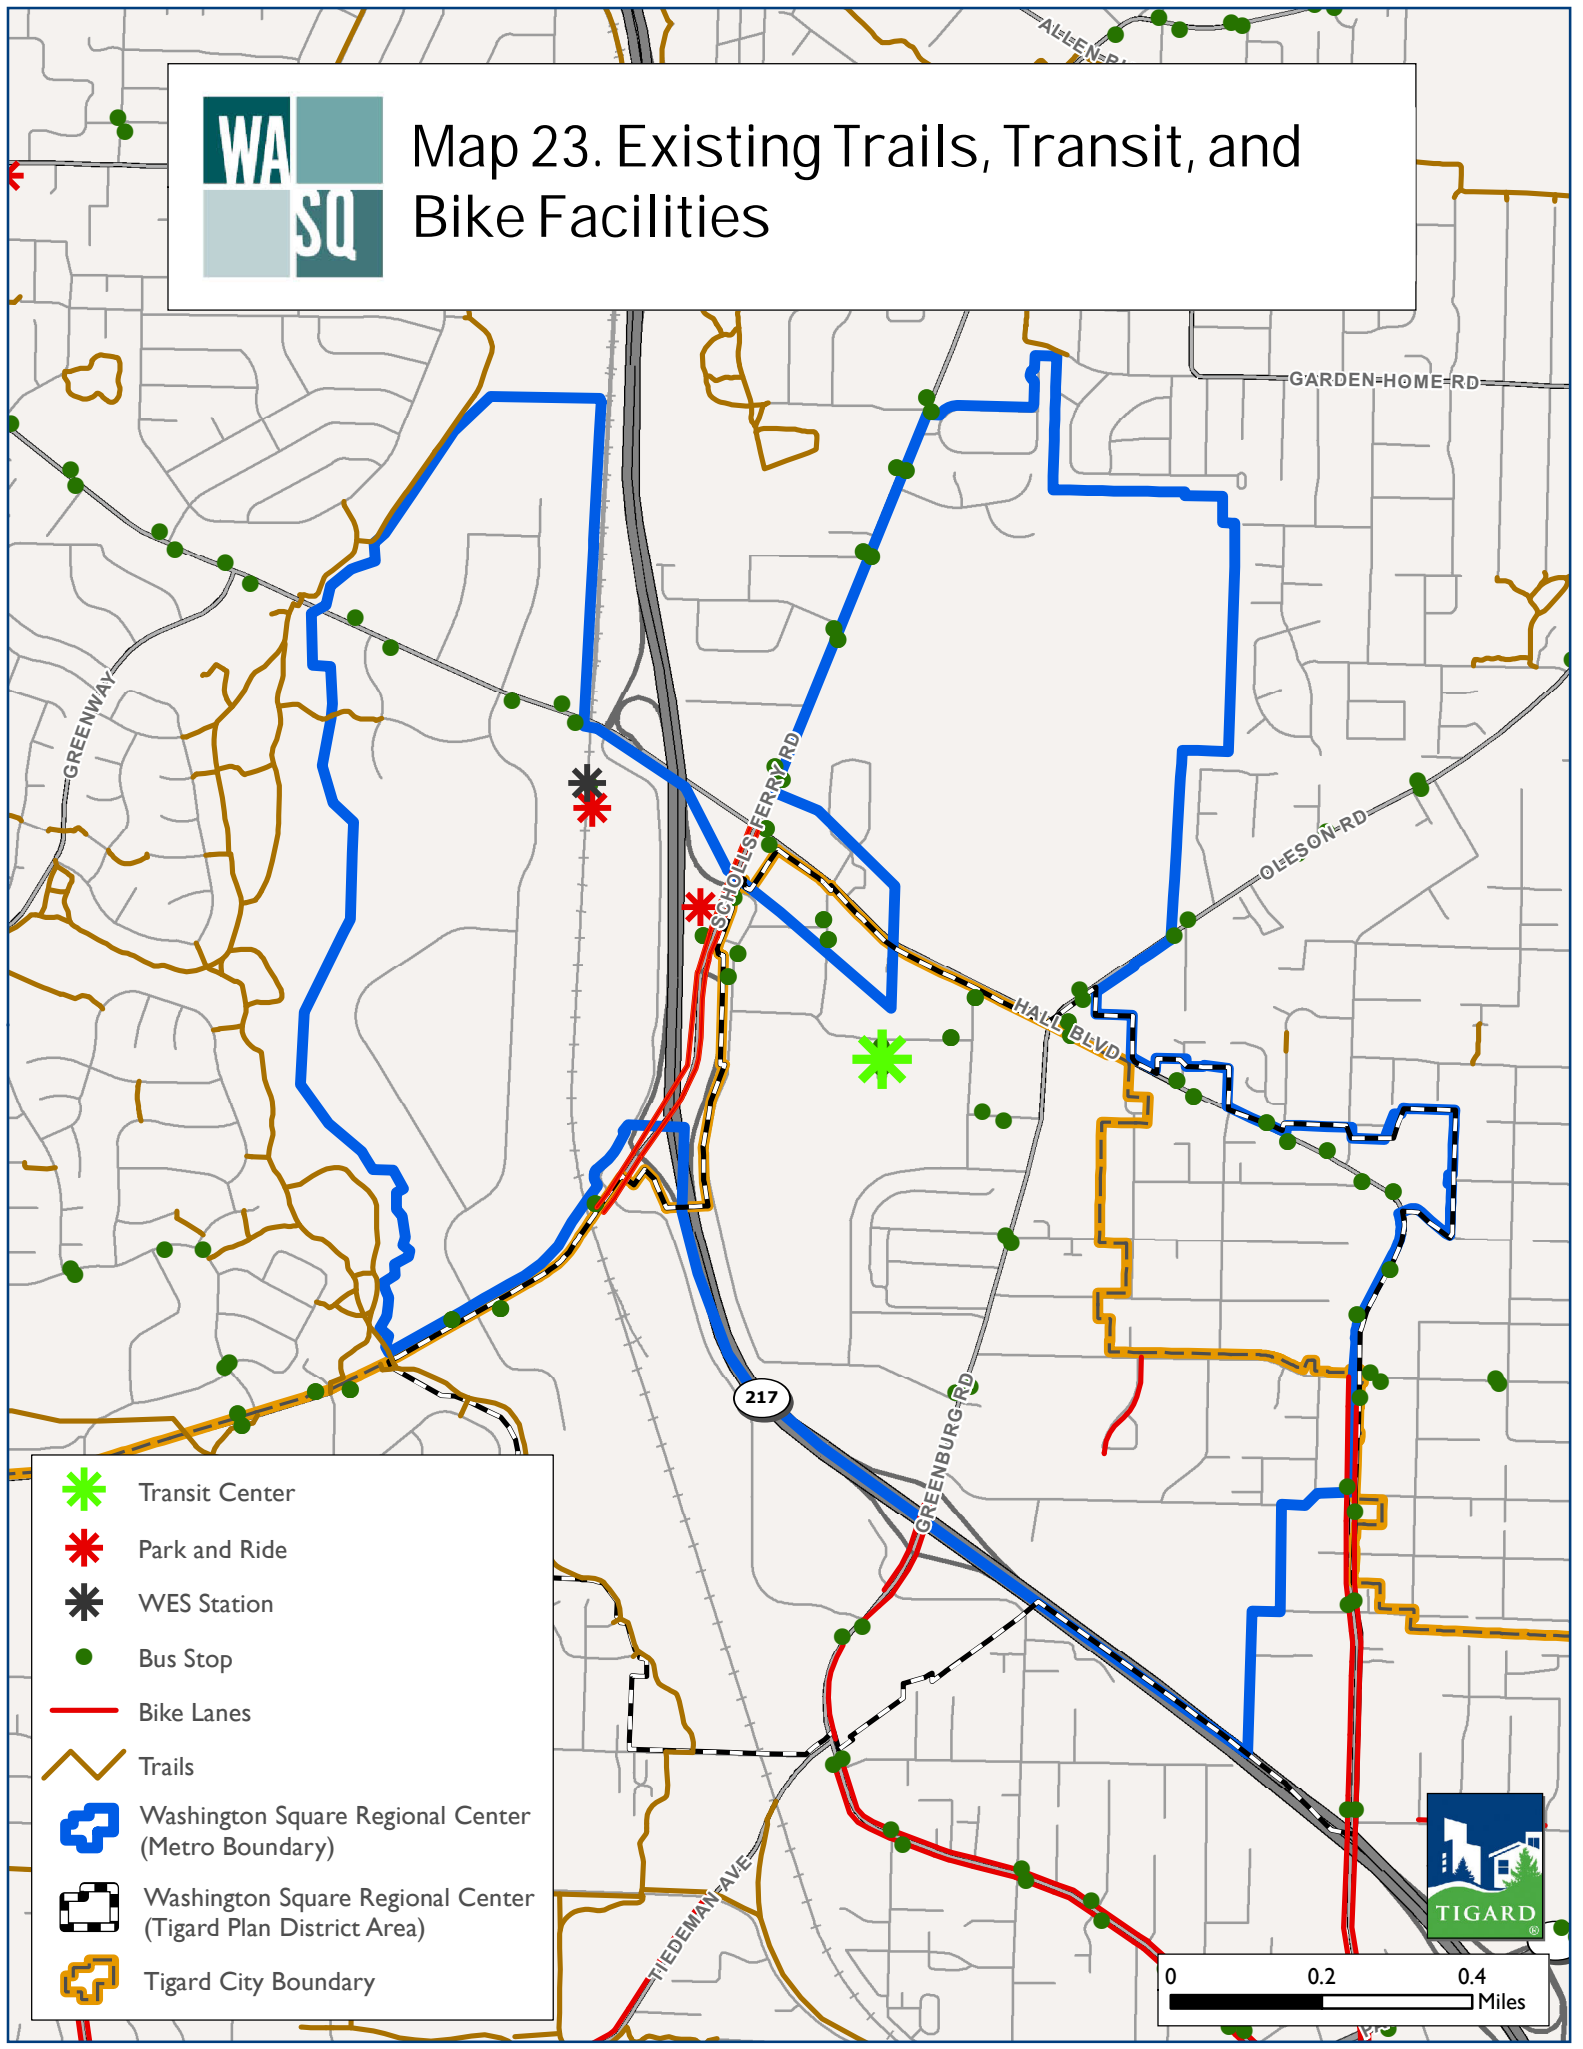 ALLEN BL
WA
SQ
Map 23. Existing Trails, Transit, and
Bike Facilities
GARDEN HOME RD
GREENWAY
SCHOLLS FERRY RD
OLESON RD
HALL BLVD
217
GREENBURG RD
TIEDEMAN AVE
Transit Center
Park and Ride
WES Station
Bus Stop
Bike Lanes
Trails
Washington Square Regional Center
(Metro Boundary)
Washington Square Regional Center
(Tigard Plan District Area)
Tigard City Boundary
TIGARD
®
0 0.2 0.4
Miles